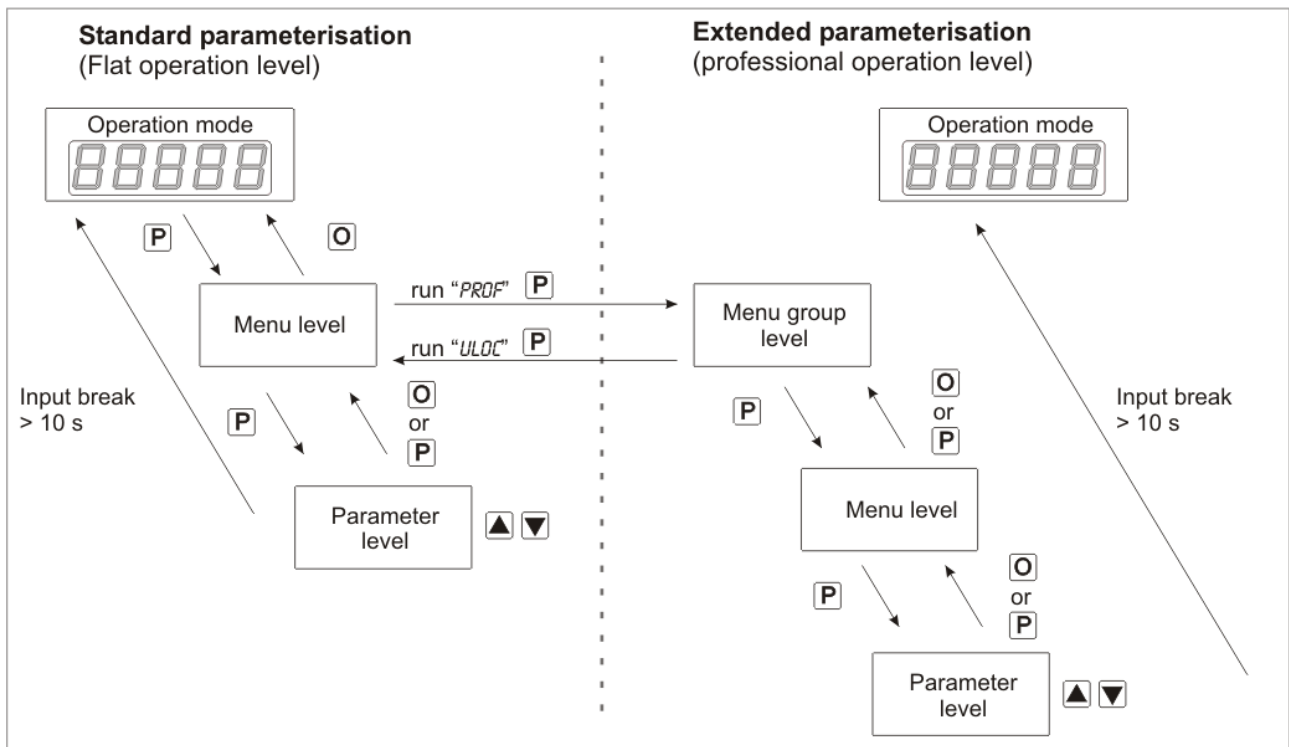 Standard parameterisation
(Flat operation level)
Operation mode
88888
P
O
Menu level
run "PROF" P
run "ULOC" P
Input break
> 10 s
P
O
or
P
Parameter
level
▲ ▼
Extended parameterisation
(professional operation level)
Operation mode
88888
Menu group
level
P
O
or
P
Input break
> 10 s
Menu level
P
O
or
P
Parameter
level
▲ ▼